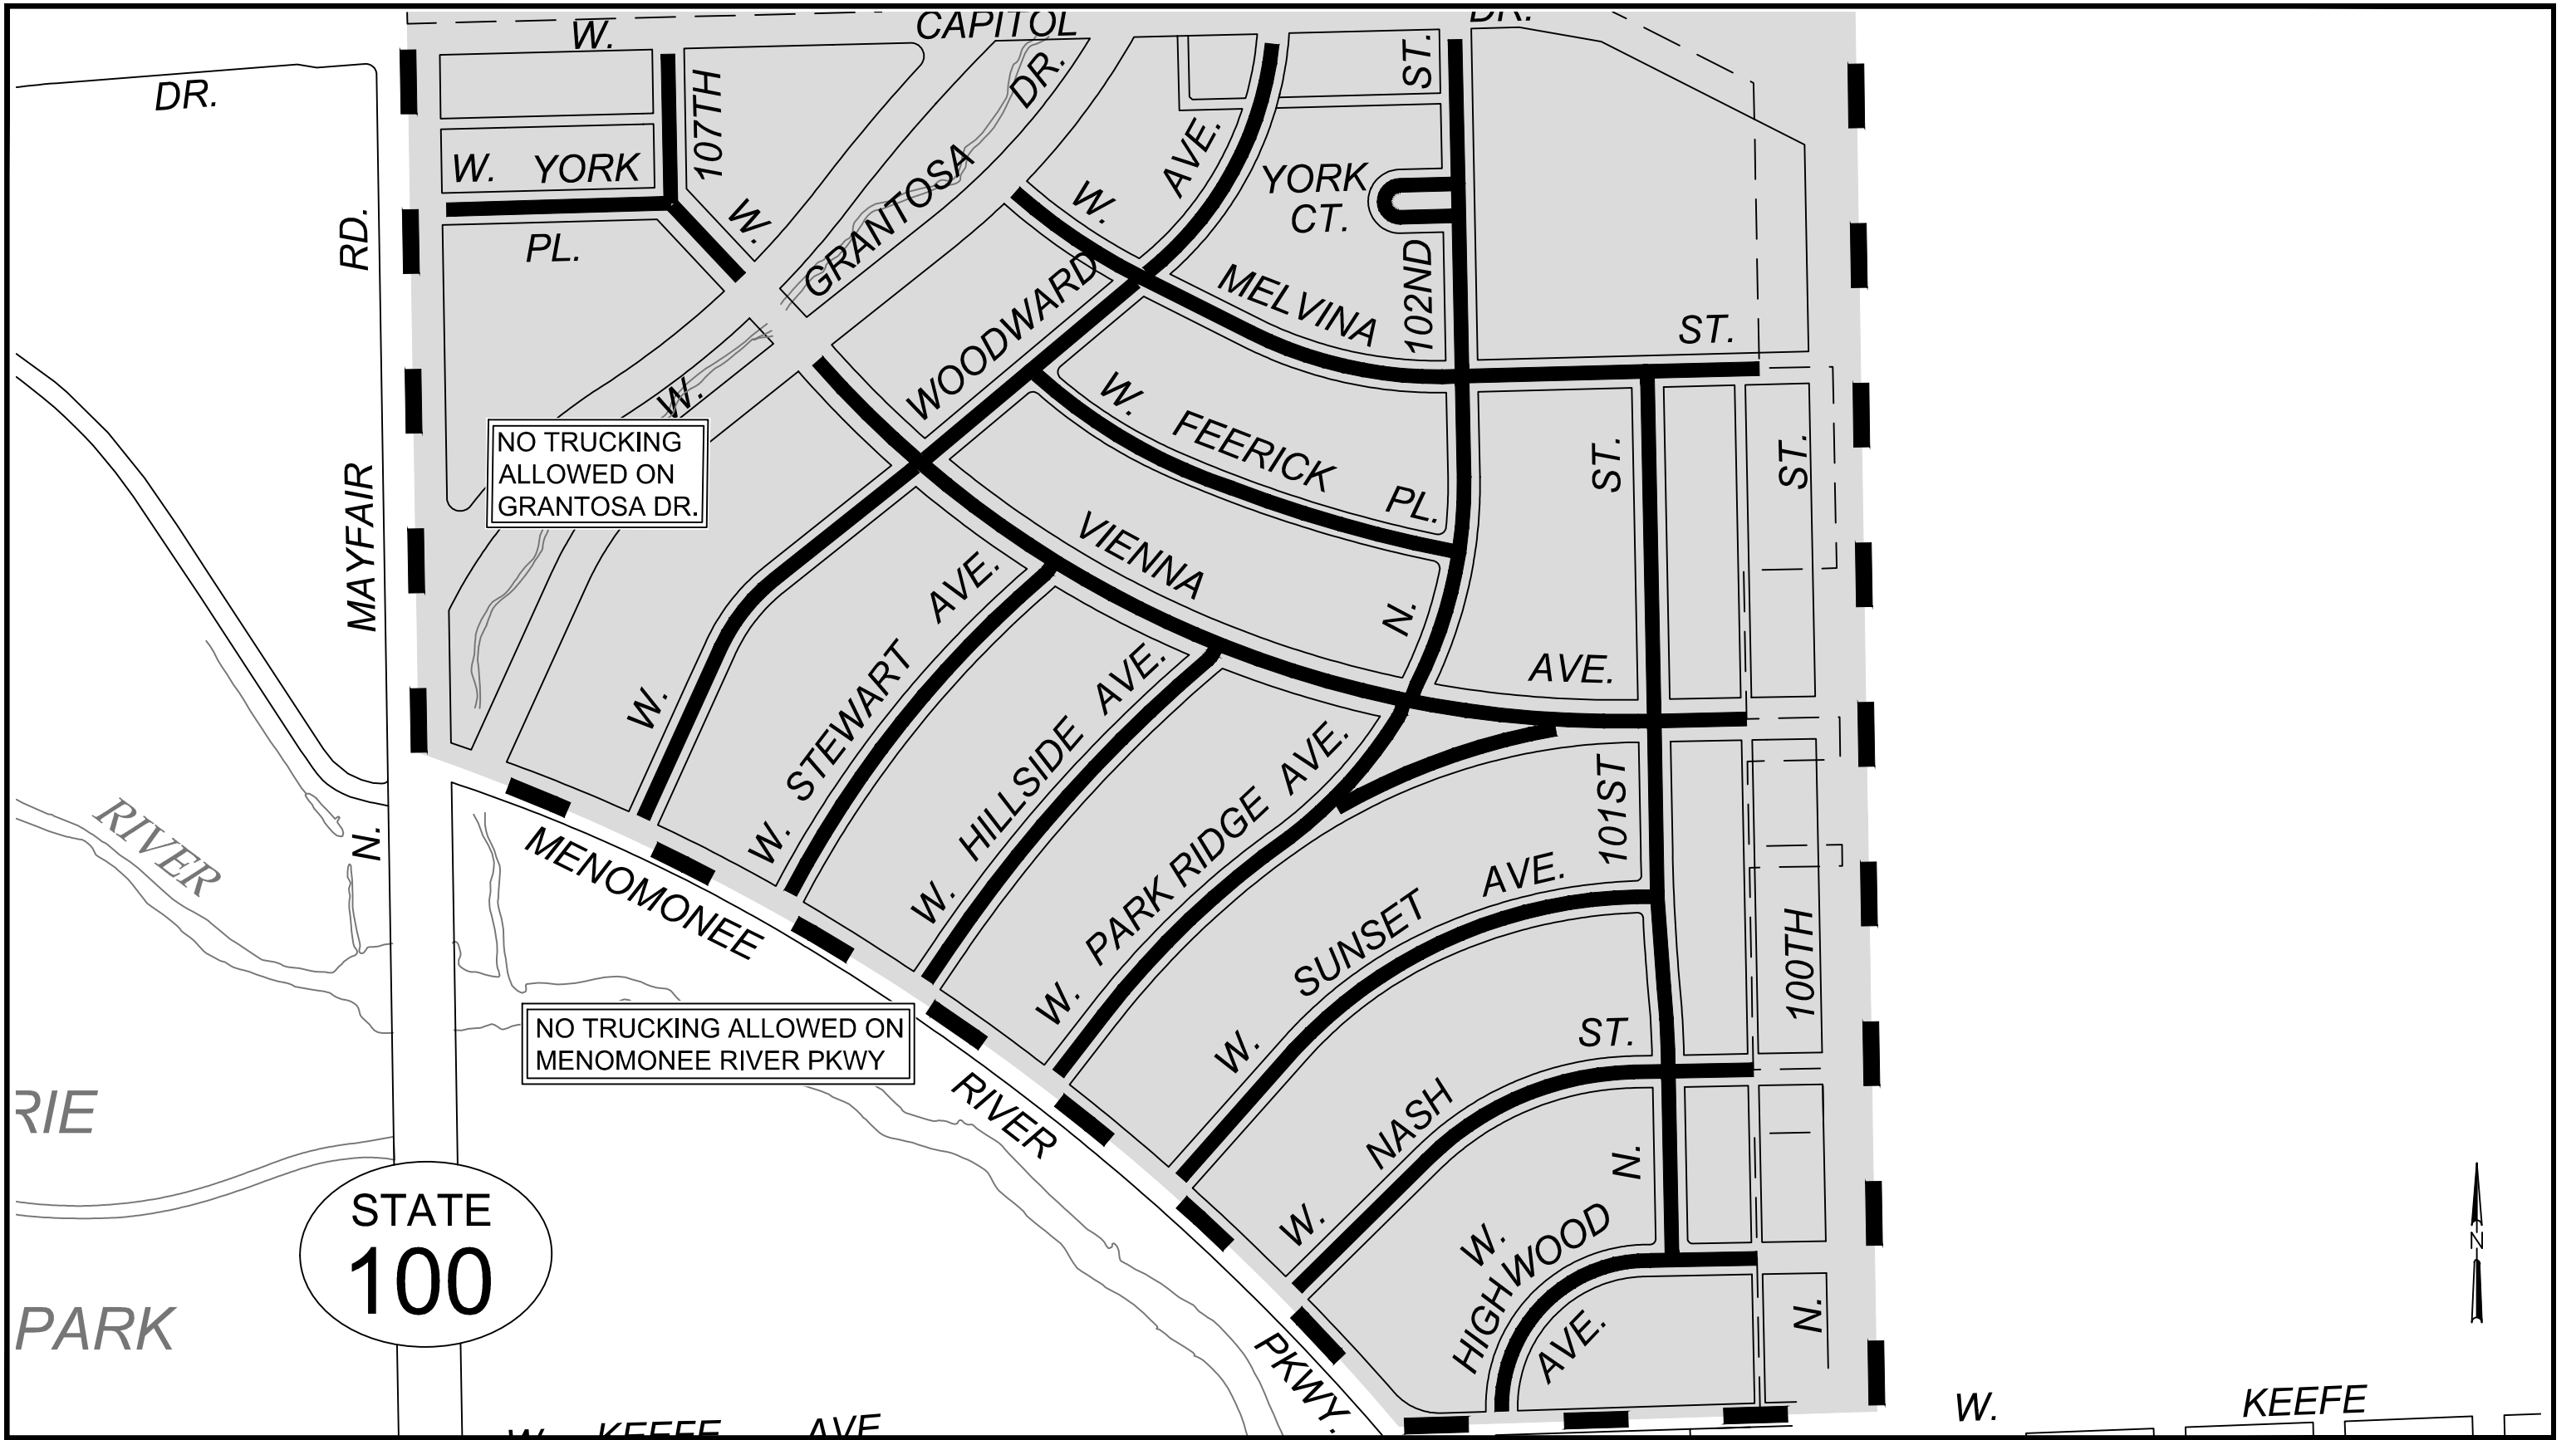 W.
CAPITOL
DR.
DR.
107TH
DR.
ST.
W. YORK
PL.
W.
GRANTOSA
W.
AVE.
YORK
CT.
102ND
MELVINA
ST.
RD.
MAYFAIR
N.
WOODWARD
W.
W.
W. FEERICK PL.
NO TRUCKING
ALLOWED ON
GRANTOSA DR.
VIENNA
AVE.
N.
ST.
ST.
W. STEWART AVE.
W. HILLSIDE AVE.
W. PARK RIDGE AVE.
101ST
N.
W. SUNSET AVE.
100TH
N.
W. NASH ST.
W.
HIGHWOOD
AVE.
RIVER
MENOMONEE
RIVER
PKWY.
NO TRUCKING ALLOWED ON
MENOMONEE RIVER PKWY
RIE
PARK
STATE
100
N
W. KEEFE AVE
W. KEEFE